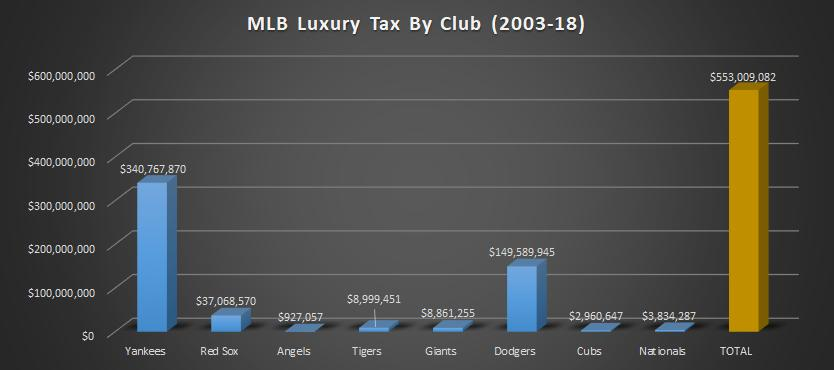 MLB Luxury Tax By Club (2003-18)
$600,000,000
$500,000,000
$400,000,000
$300,000,000
$200,000,000
$100,000,000
$0
$340,767,870
$37,068,570
$927,057
$8,999,451
$8,861,255
$149,589,945
$2,960,647
$3,834,287
$553,009,082
Yankees
Red Sox
Angels
Tigers
Giants
Dodgers
Cubs
Nationals
TOTAL